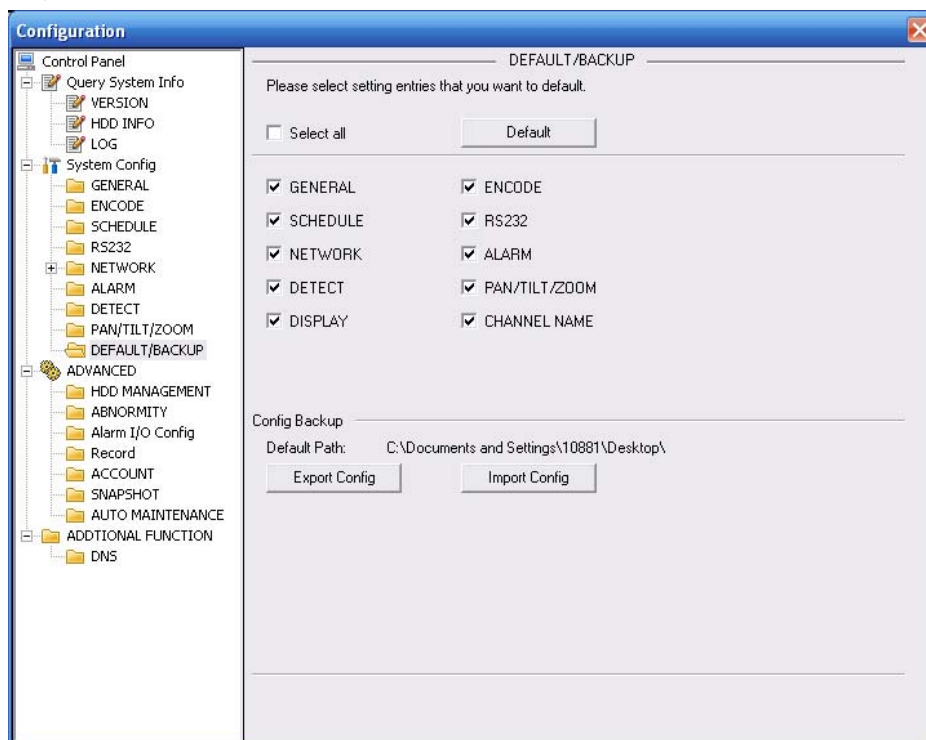 Configuration
Control Panel
Query System Info
VERSION
HDD INFO
LOG
System Config
GENERAL
ENCODE
SCHEDULE
RS232
NETWORK
ALARM
DETECT
PAN/TILT/ZOOM
DEFAULT/BACKUP
ADVANCED
HDD MANAGEMENT
ABNORMITY
Alarm I/O Config
Record
ACCOUNT
SNAPSHOT
AUTO MAINTENANCE
ADDTIONAL FUNCTION
DNS
DEFAULT/BACKUP
Please select setting entries that you want to default.
Select all Default
GENERAL ENCODE
SCHEDULE RS232
NETWORK ALARM
DETECT PAN/TILT/ZOOM
DISPLAY CHANNEL NAME
Config Backup
Default Path: C:\Documents and Settings\10881\Desktop\
Export Config Import Config